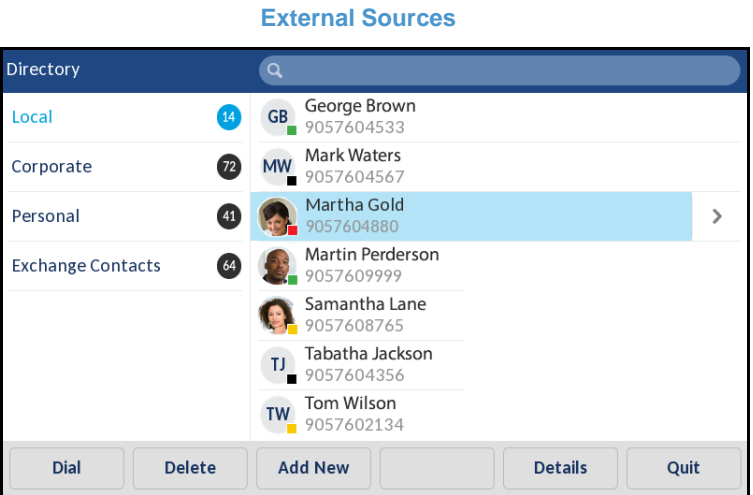 External Sources
Directory
Local 14
Corporate 72
Personal 41
Exchange Contacts 64
GB George Brown
9057604533
MW Mark Waters
9057604567
Martha Gold
9057604880
Martin Perderson
9057609999
Samantha Lane
9057608765
TJ Tabatha Jackson
9057604356
TW Tom Wilson
9057602134
Dial Delete Add New Details Quit